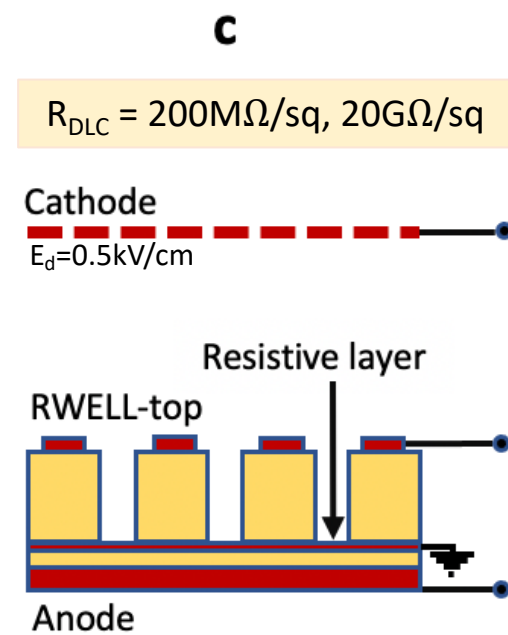 c
R_DLC = 200MΩ/sq, 20GΩ/sq
Cathode
E_d=0.5kV/cm
Resistive layer
RWELL-top
Anode